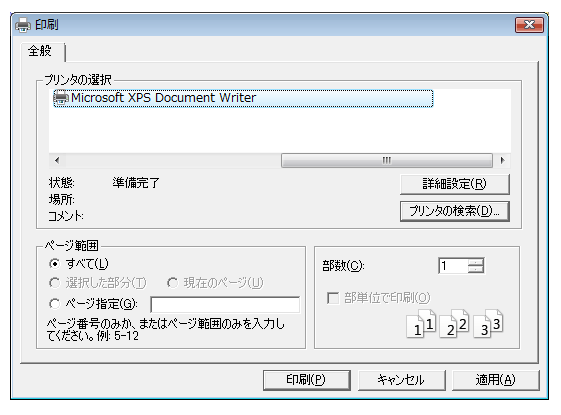 印刷
全般
プリンタの選択
Microsoft XPS Document Writer
状態: 準備完了
場所:
コメント:
詳細設定(R)
プリンタの検索(D)...
ページ範囲
すべて(L)
選択した部分(T) 現在のページ(U)
ページ指定(G):
ページ番号のみか、またはページ範囲のみを入力し
てください。例: 5-12
部数(C): 1
部単位で印刷(O)
1 1 2 2 3 3
印刷(P) キャンセル 適用(A)